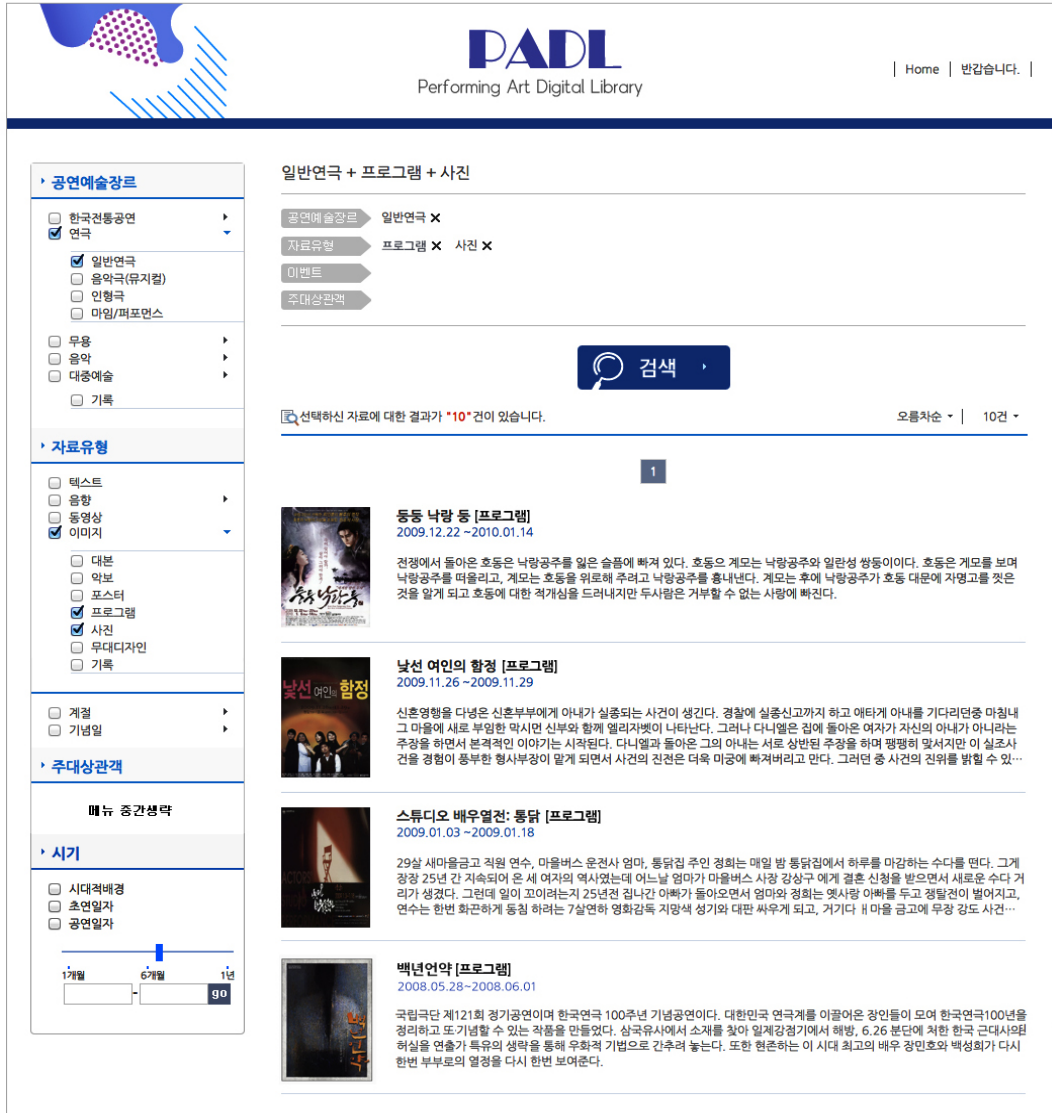 PADL
Performing Art Digital Library
Home
반갑습니다.
공연예술장르
한국전통공연
연극
일반연극
음악극(뮤지컬)
인형극
마임/퍼포먼스
무용
음악
대중예술
기록
자료유형
텍스트
음향
동영상
이미지
대본
악보
포스터
프로그램
사진
무대디자인
기록
계절
기념일
주대상관객
메뉴 중간생략
시기
시대적배경
초연일자
공연일자
1개월 6개월 1년
- go
일반연극 + 프로그램 + 사진
공연예술장르 일반연극 ×
자료유형 프로그램 × 사진 ×
이벤트
주대상관객
검색
선택하신 자료에 대한 결과가 "10"건이 있습니다.
오름차순 10건
1
둥둥 낙랑 둥
둥둥 낙랑 둥 [프로그램]
2009.12.22 ~2010.01.14
전쟁에서 돌아온 호동은 낙랑공주를 잃은 슬픔에 빠져 있다. 호동으 계모는 낙랑공주와 일란성 쌍둥이이다. 호동은 게모를 보며
낙랑공주를 떠올리고, 계모는 호동을 위로해 주려고 낙랑공주를 흉내낸다. 계모는 후에 낙랑공주가 호동 대문에 자명고를 찟은
것을 알게 되고 호동에 대한 적개심을 드러내지만 두사람은 거부할 수 없는 사랑에 빠진다.
낯선 여인의 함정
낯선 여인의 함정 [프로그램]
2009.11.26 ~2009.11.29
신혼영행을 다녕온 신혼부부에게 아내가 실종되는 사건이 생긴다. 경찰에 실종신고까지 하고 애타게 아내를 기다리던중 마침내
그 마을에 새로 부임한 막시먼 신부와 함께 엘리자벳이 나타난다. 그러나 다니엘은 집에 돌아온 여자가 자신의 아내가 아니라는
주장을 하면서 본격적인 이야기는 시작된다. 다니엘과 돌아온 그의 아내는 서로 상반된 주장을 하며 팽팽히 맞서지만 이 실조사
건을 경험이 풍부한 형사부장이 맡게 되면서 사건의 진전은 더욱 미궁에 빠져버리고 만다. 그러던 중 사건의 진위를 밝힐 수 있…
ACTORS
스튜디오 배우열전: 통닭 [프로그램]
2009.01.03 ~2009.01.18
29살 새마을금고 직원 연수, 마을버스 운전사 엄마, 통닭집 주인 정희는 매일 밤 통닭집에서 하루를 마감하는 수다를 떤다. 그게
장장 25년 간 지속되어 온 세 여자의 역사였는데 어느날 엄마가 마을버스 사장 강상구 에게 결혼 신청을 받으면서 새로운 수다 거
리가 생겼다. 그런데 일이 꼬이려는지 25년전 집나간 아빠가 돌아오면서 엄마와 정희는 옛사랑 아빠를 두고 쟁탈전이 벌어지고,
연수는 한번 화끈하게 동침 하려는 7살연하 영화감독 지망색 성기와 대판 싸우게 되고, 거기다 ㅐ마을 금고에 무장 강도 사건…
백년언약 [프로그램]
2008.05.28~2008.06.01
국립극단 제121회 정기공연이며 한국연극 100주년 기념공연이다. 대한민국 연극계를 이끌어온 장인들이 모여 한국연극100년을
정리하고 또·기념할 수 있는 작품을 만들었다. 삼국유사에서 소재를 찾아 일제강점기에서 해방, 6.26 분단에 처한 한국 근대사의
허실을 연출가 특유의 생략을 통해 우화적 기법으로 간추려 놓는다. 또한 현존하는 이 시대 최고의 배우 장민호와 백성희가 다시
한번 부부로의 열정을 다시 한번 보여준다.